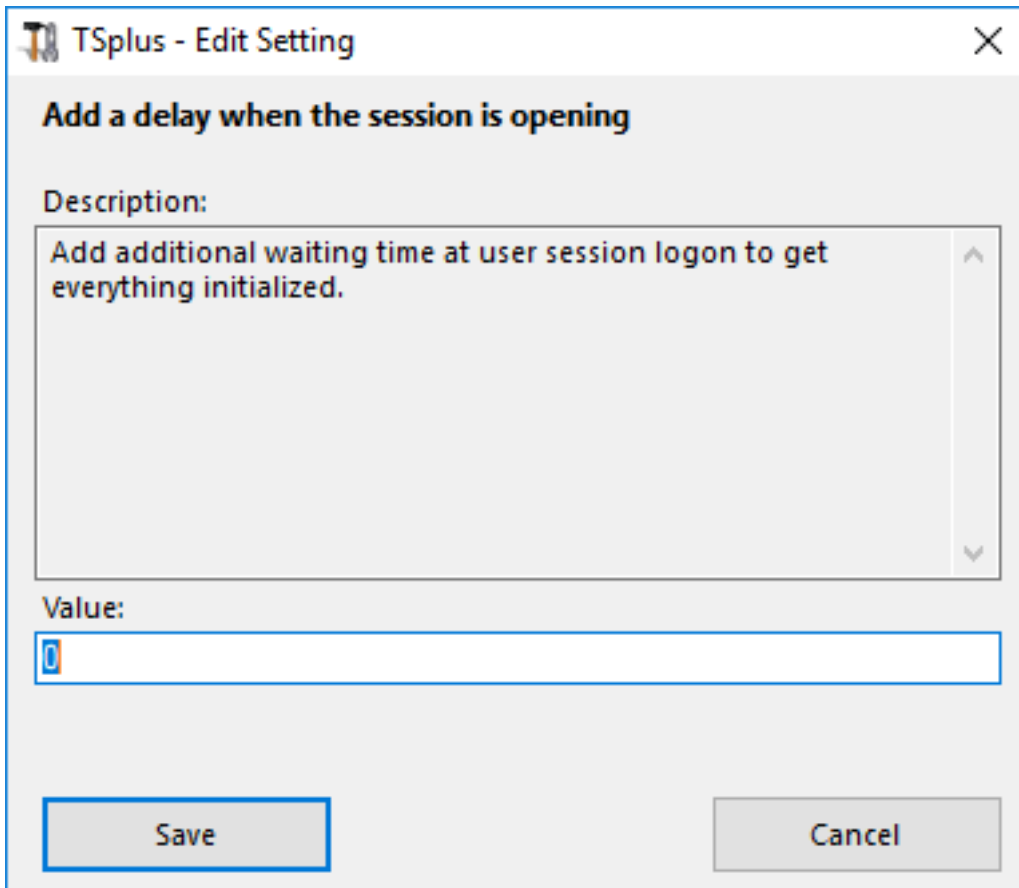 TSplus - Edit Setting
Add a delay when the session is opening
Description:
Add additional waiting time at user session logon to get
everything initialized.
Value:
0
Save
Cancel